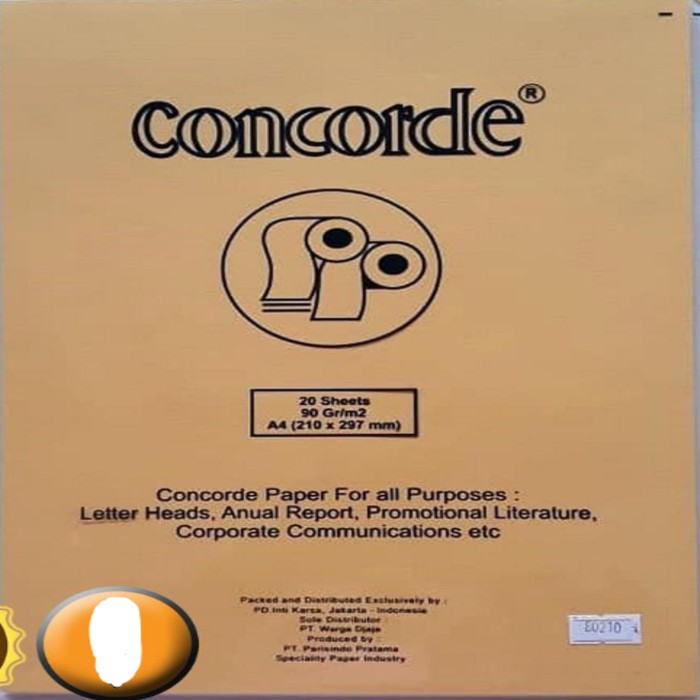 concorde®
20 Sheets
90 Gr/m2
A4 (210 x 297 mm)
Concorde Paper For all Purposes :
Letter Heads, Anual Report, Promotional Literature,
Corporate Communications etc
Packed and Distributed Exclusively by :
PD.Inti Karsa, Jakarta - Indonesia
Sole Distributor :
PT. Warga Djaja
Produced by :
PT. Parisindo Pratama
Speciality Paper Industry